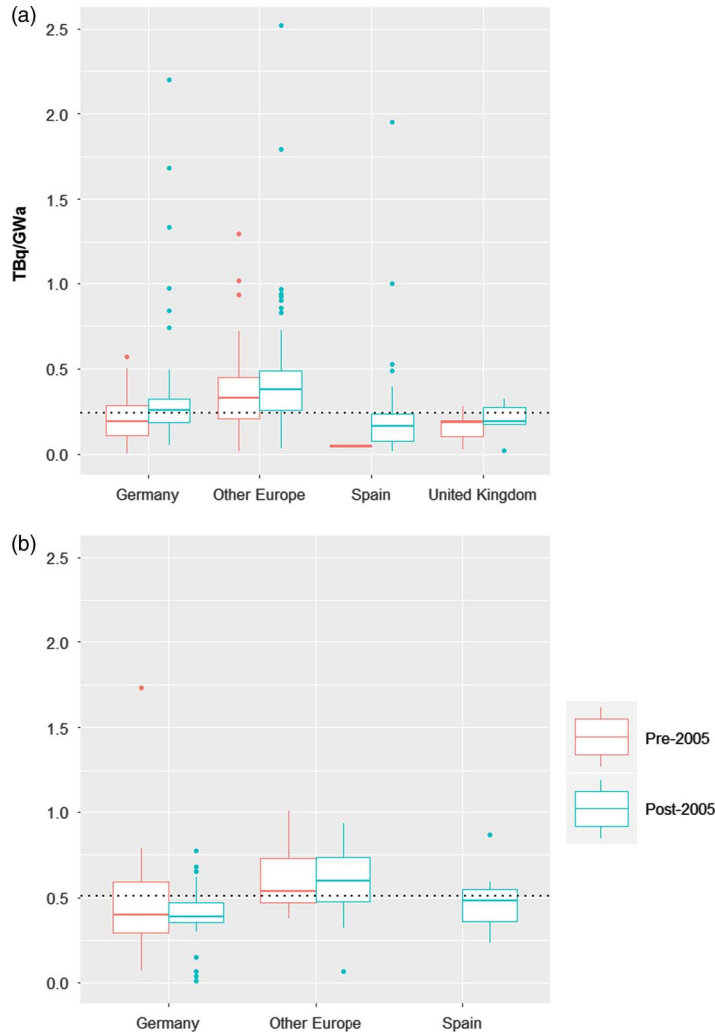 (a)
2.5
2.0
1.5
1.0
0.5
0.0
TBq/GWa
Germany Other Europe Spain United Kingdom
(b)
2.5
2.0
1.5
1.0
0.5
0.0
Pre-2005
Post-2005
Germany Other Europe Spain